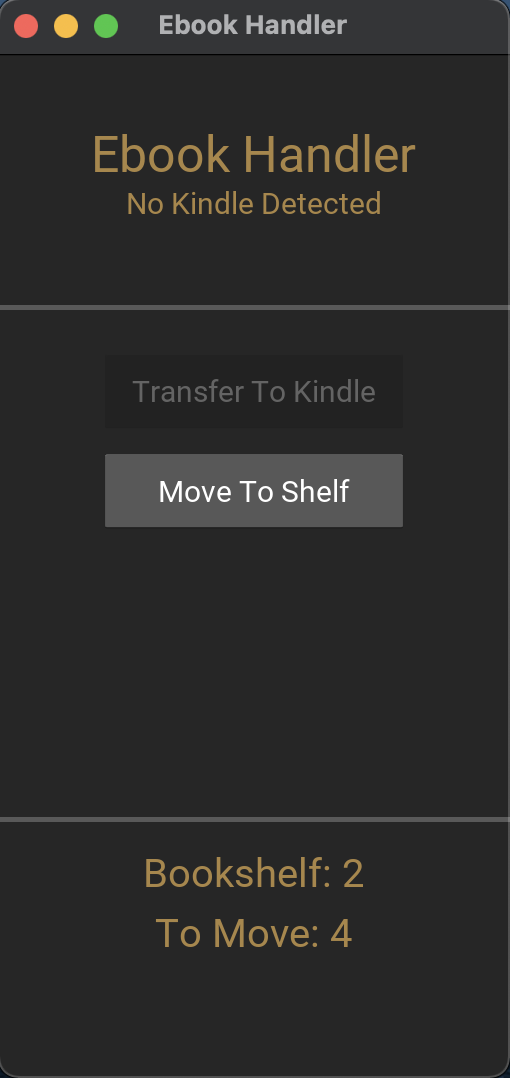 Ebook Handler
Ebook Handler
No Kindle Detected
Transfer To Kindle
Move To Shelf
Bookshelf: 2
To Move: 4